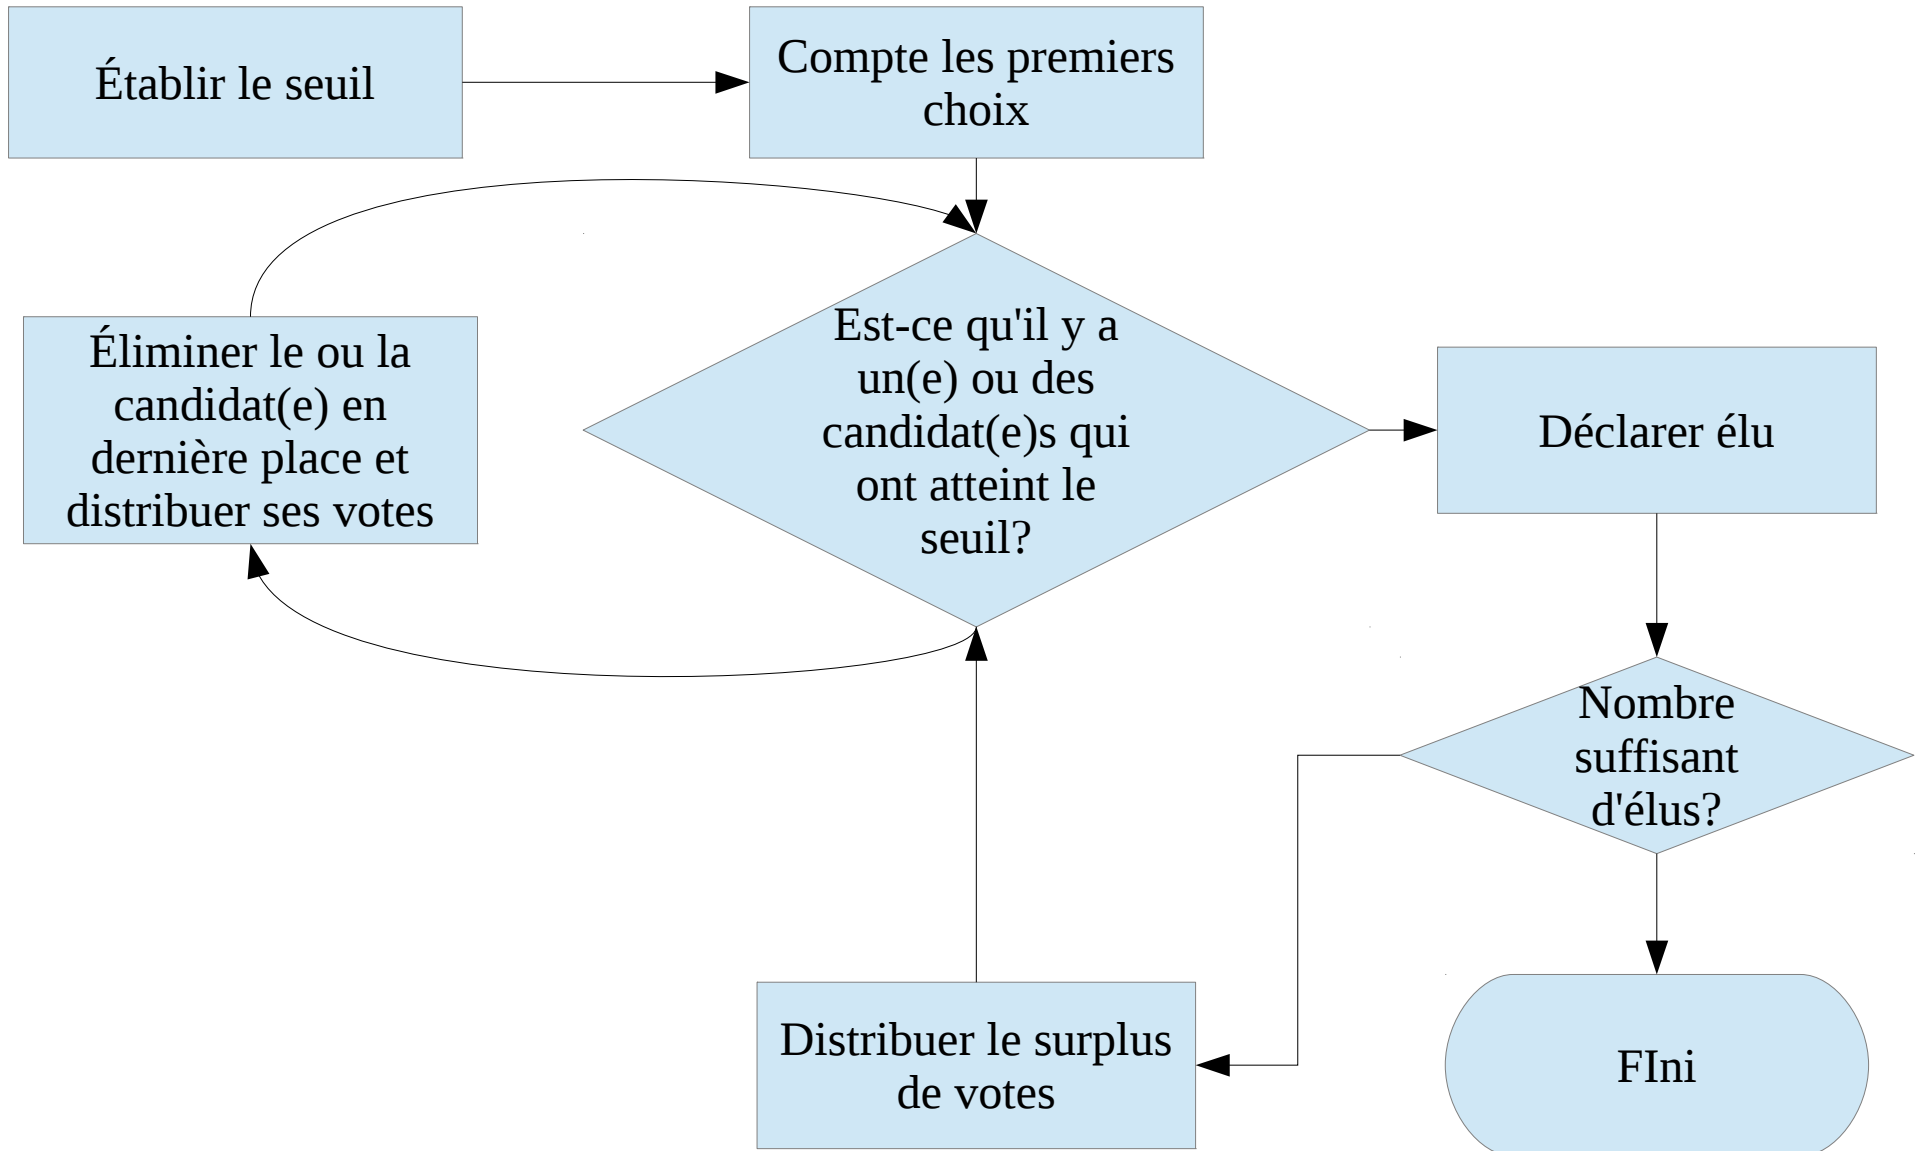 Établir le seuil
Compte les premiers
choix
Éliminer le ou la
candidat(e) en
dernière place et
distribuer ses votes
Est-ce qu'il y a
un(e) ou des
candidat(e)s qui
ont atteint le
seuil?
Déclarer élu
Nombre
suffisant
d'élus?
Distribuer le surplus
de votes
FIni